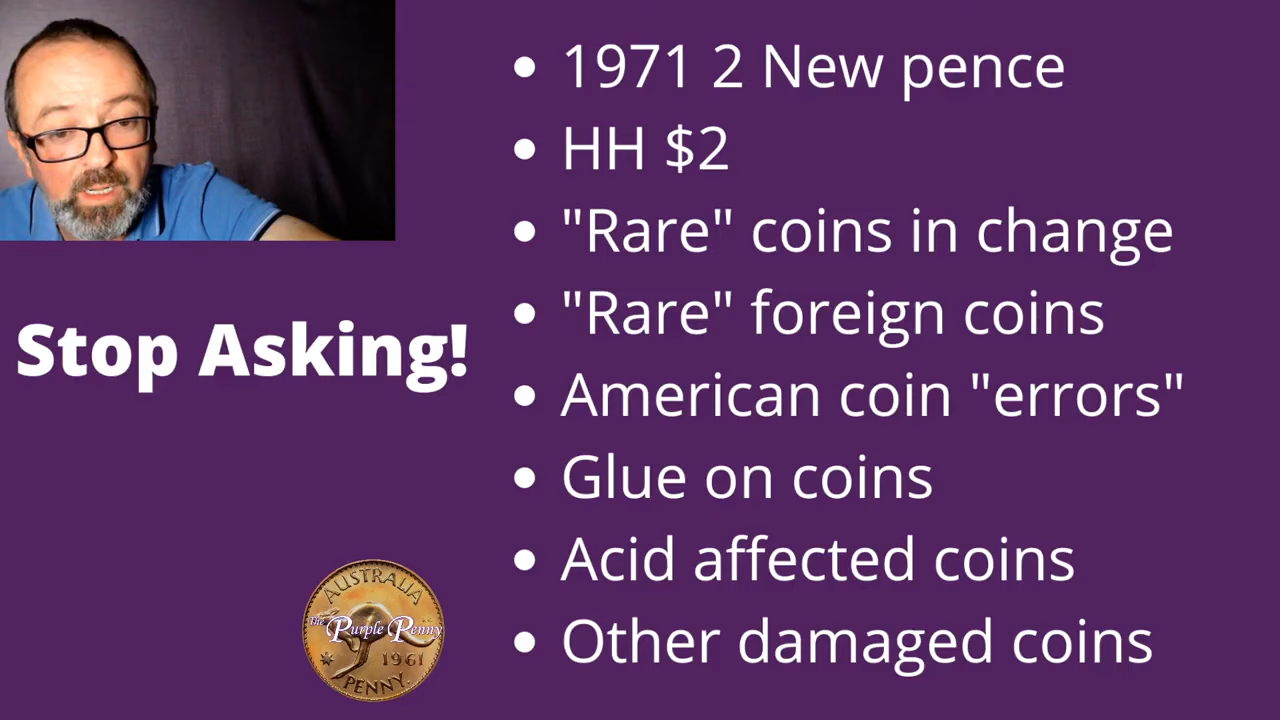 Stop Asking!
• 1971 2 New pence
• HH $2
• "Rare" coins in change
• "Rare" foreign coins
• American coin "errors"
• Glue on coins
• Acid affected coins
• Other damaged coins
AUSTRALIA
The Purple Penny
1961
PENNY.